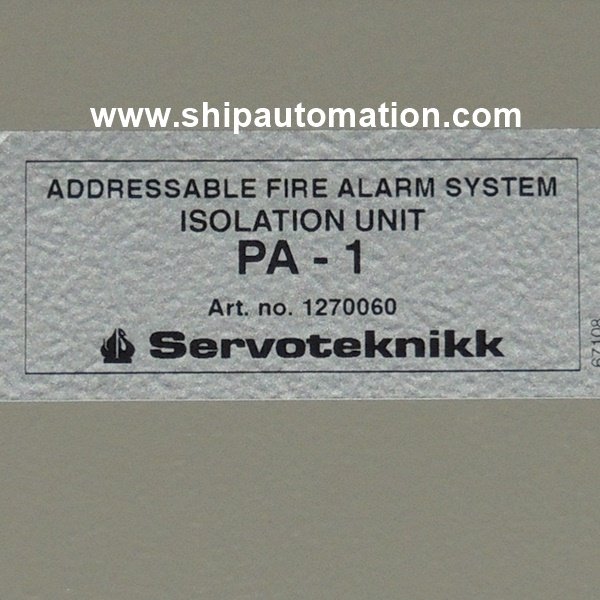 www.shipautomation.com
ADDRESSABLE FIRE ALARM SYSTEM
ISOLATION UNIT
PA - 1
Art. no. 1270060
Servoteknikk
67108